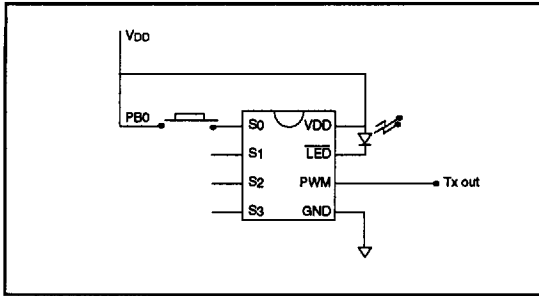 VDD
PB0
S0 VDD
S1 LED
S2 PWM Tx out
S3 GND